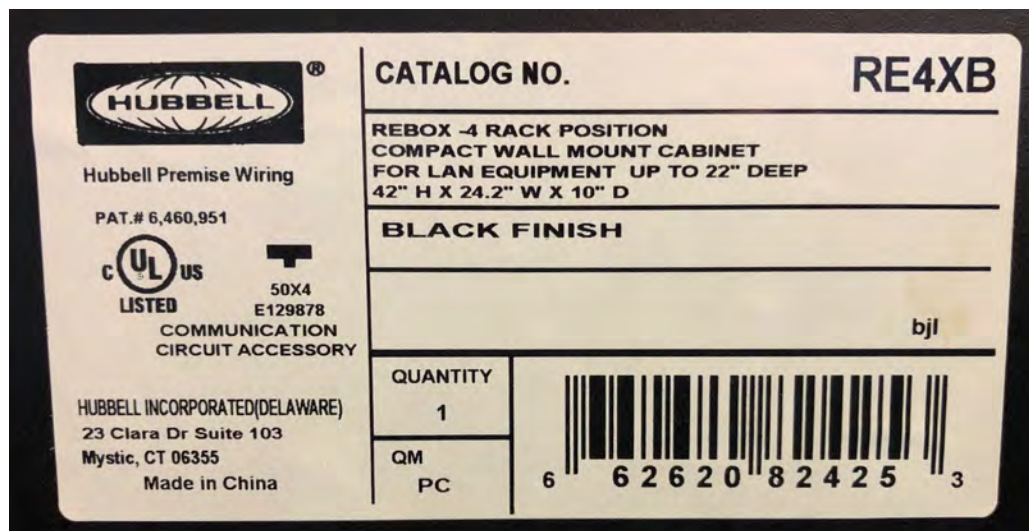 HUBBELL ®
Hubbell Premise Wiring
PAT.# 6,460,951
C UL US
LISTED
50X4
E129878
COMMUNICATION
CIRCUIT ACCESSORY
HUBBELL INCORPORATED(DELAWARE)
23 Clara Dr Suite 103
Mystic, CT 06355
Made in China
CATALOG NO. RE4XB
REBOX -4 RACK POSITION
COMPACT WALL MOUNT CABINET
FOR LAN EQUIPMENT UP TO 22" DEEP
42" H X 24.2" W X 10" D
BLACK FINISH
bjl
QUANTITY
1
QM
PC
6 62620 82425 3